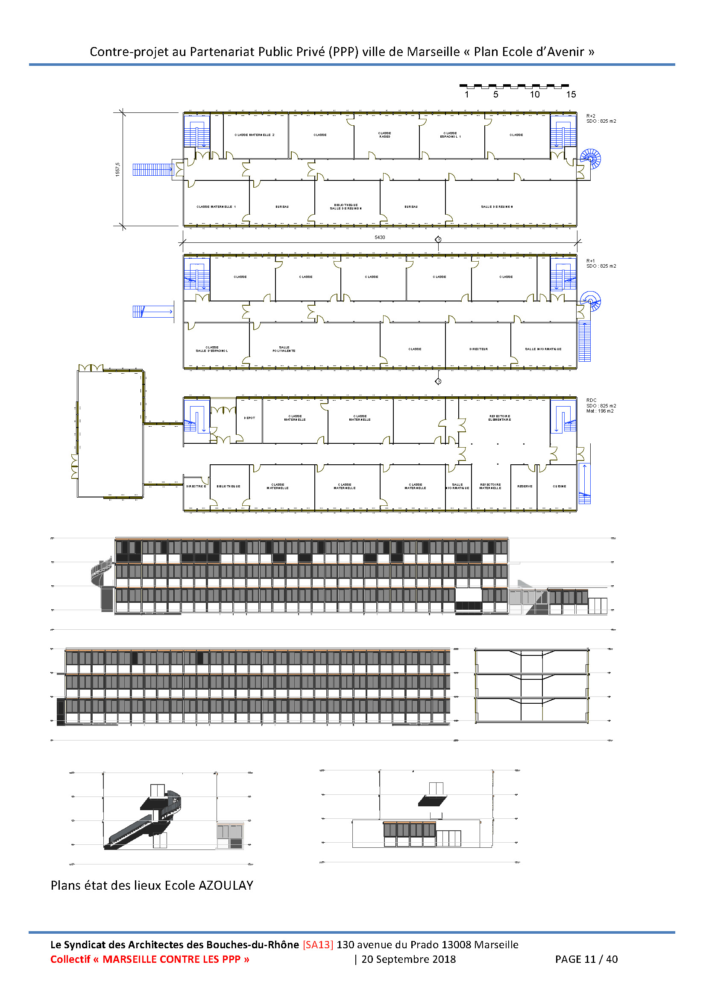 Contre-projet au Partenariat Public Privé (PPP) ville de Marseille « Plan Ecole d’Avenir »
1 5 10 15
R+2
SDO : 825 m2
CLASSE MATERNELLE 2
CLASSE
CLASSE
RASED
CLASSE
ESPAGNOL 1
CLASSE
1557,5
CLASSE MATERNELLE 1
BUREAU
BIBLIOTHEQUE
SALLE DE REUNION
BUREAU
SALLE DE REUNION
5430
R+1
SDO : 825 m2
CLASSE
CLASSE
CLASSE
CLASSE
CLASSE
CLASSE
SALLE D'ESPAGNOL
SALLE
POLYVALENTE
CLASSE
DIRECTEUR
SALLE INFORMATIQUE
RDC
SDO : 825 m2
Mat : 196 m2
DEPOT
CLASSE
MATERNELLE
CLASSE
MATERNELLE
REFECTOIRE
ELEMENTAIRE
DIRECTRICE
BIBLIOTHEQUE
CLASSE
MATERNELLE
CLASSE
MATERNELLE
CLASSE
MATERNELLE
SALLE
INFORMATIQUE
REFECTOIRE
MATERNELLE
RESERVE
CUISINE
Plans état des lieux Ecole AZOULAY
Le Syndicat des Architectes des Bouches-du-Rhône [SA13] 130 avenue du Prado 13008 Marseille
Collectif « MARSEILLE CONTRE LES PPP » | 20 Septembre 2018 PAGE 11 / 40